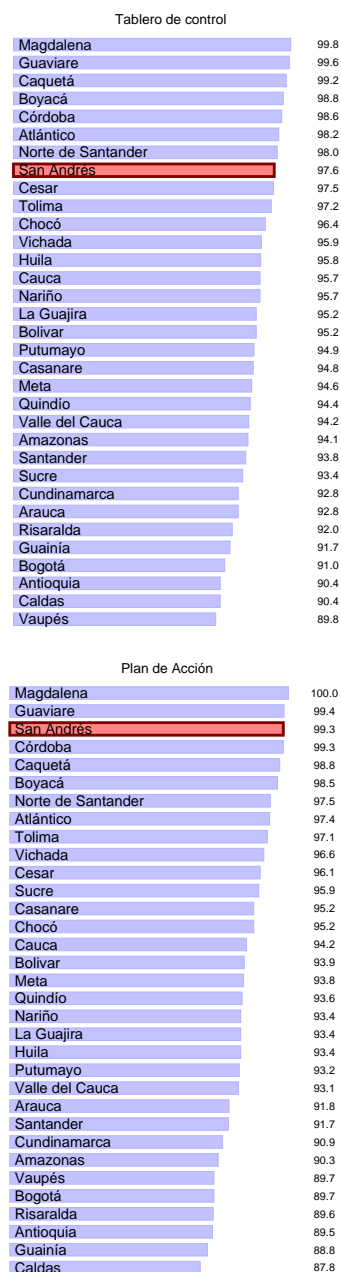 Tablero de control
Magdalena 99.8
Guaviare 99.6
Caquetá 99.2
Boyacá 98.8
Córdoba 98.6
Atlántico 98.2
Norte de Santander 98.0
San Andrés 97.6
Cesar 97.5
Tolima 97.2
Chocó 96.4
Vichada 95.9
Huila 95.8
Cauca 95.7
Nariño 95.7
La Guajira 95.2
Bolivar 95.2
Putumayo 94.9
Casanare 94.8
Meta 94.6
Quindío 94.4
Valle del Cauca 94.2
Amazonas 94.1
Santander 93.8
Sucre 93.4
Cundinamarca 92.8
Arauca 92.8
Risaralda 92.0
Guainía 91.7
Bogotá 91.0
Antioquia 90.4
Caldas 90.4
Vaupés 89.8
Plan de Acción
Magdalena 100.0
Guaviare 99.4
San Andrés 99.3
Córdoba 99.3
Caquetá 98.8
Boyacá 98.5
Norte de Santander 97.5
Atlántico 97.4
Tolima 97.1
Vichada 96.6
Cesar 96.1
Sucre 95.9
Casanare 95.2
Chocó 95.2
Cauca 94.2
Bolivar 93.9
Meta 93.8
Quindío 93.6
Nariño 93.4
La Guajira 93.4
Huila 93.4
Putumayo 93.2
Valle del Cauca 93.1
Arauca 91.8
Santander 91.7
Cundinamarca 90.9
Amazonas 90.3
Vaupés 89.7
Bogotá 89.7
Risaralda 89.6
Antioquia 89.5
Guainía 88.8
Caldas 87.8